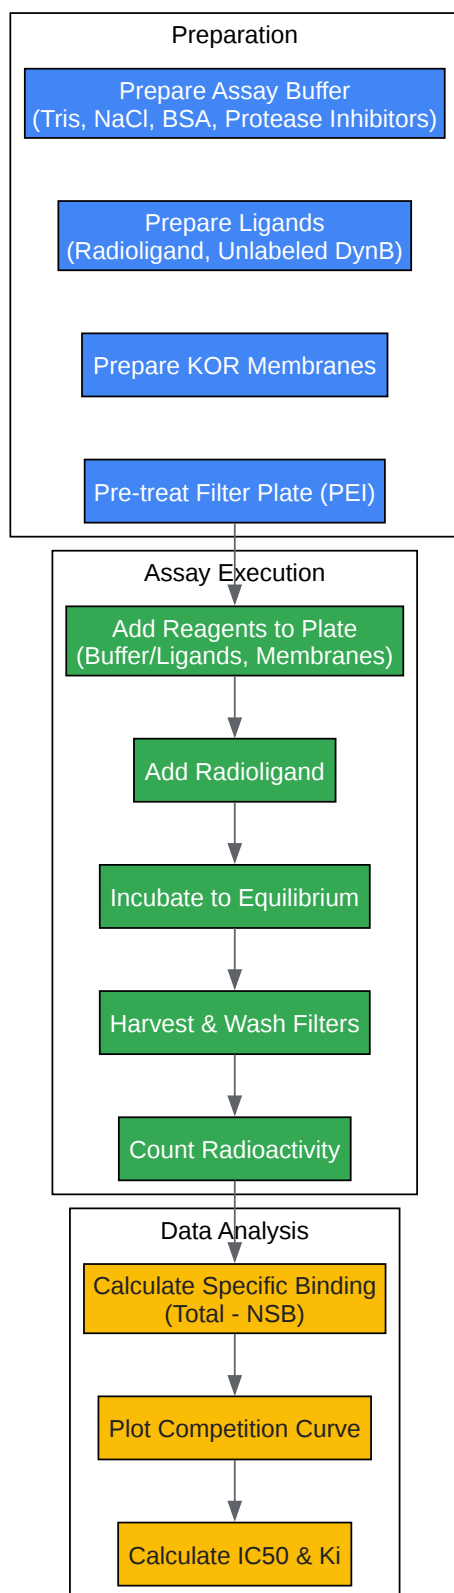 Preparation
Prepare Assay Buffer
(Tris, NaCl, BSA, Protease Inhibitors)
Prepare Ligands
(Radioligand, Unlabeled DynB)
Prepare KOR Membranes
Pre-treat Filter Plate (PEI)
Assay Execution
Add Reagents to Plate
(Buffer/Ligands, Membranes)
Add Radioligand
Incubate to Equilibrium
Harvest & Wash Filters
Count Radioactivity
Data Analysis
Calculate Specific Binding
(Total - NSB)
Plot Competition Curve
Calculate IC50 & Ki